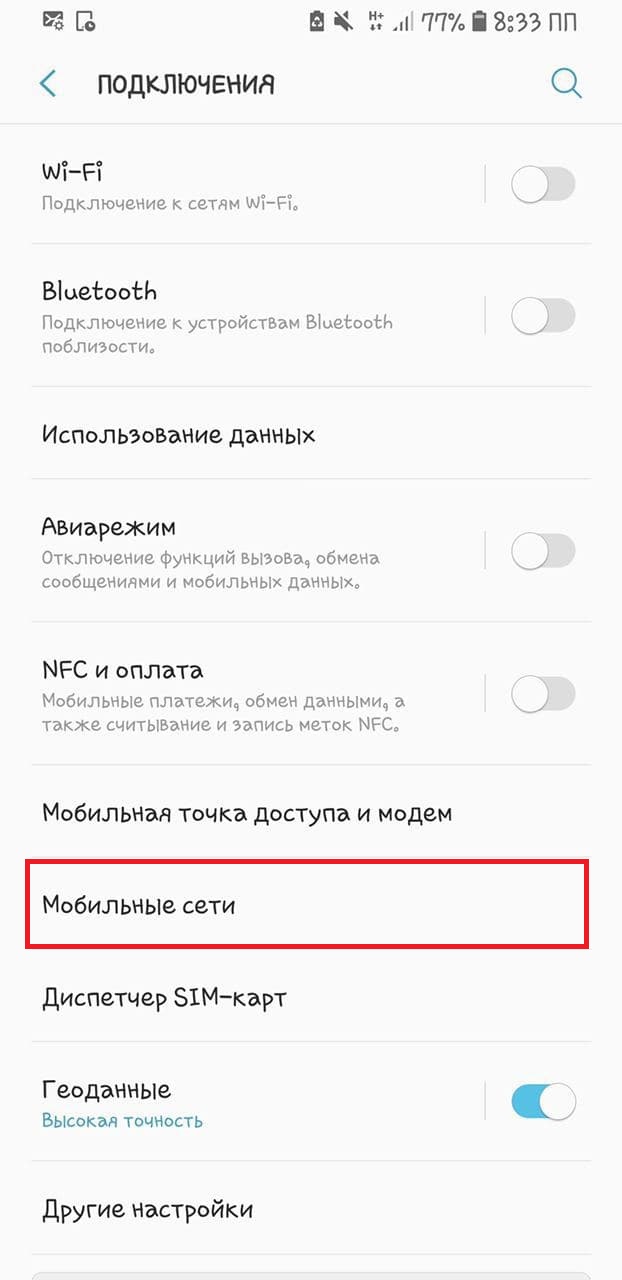 77% 8:33 ПП
ПОДКЛЮЧЕНИЯ
Wi-Fi
Подключение к сетям Wi-Fi.
Bluetooth
Подключение к устройствам Bluetooth
поблизости.
Использование данных
Авиарежим
Отключение функций вызова, обмена
сообщениями и мобильных данных.
NFC и оплата
Мобильные платежи, обмен данными, а
также считывание и запись меток NFC.
Мобильная точка доступа и модем
Мобильные сети
Диспетчер SIM-карт
Геоданные
Высокая точность
Другие настройки